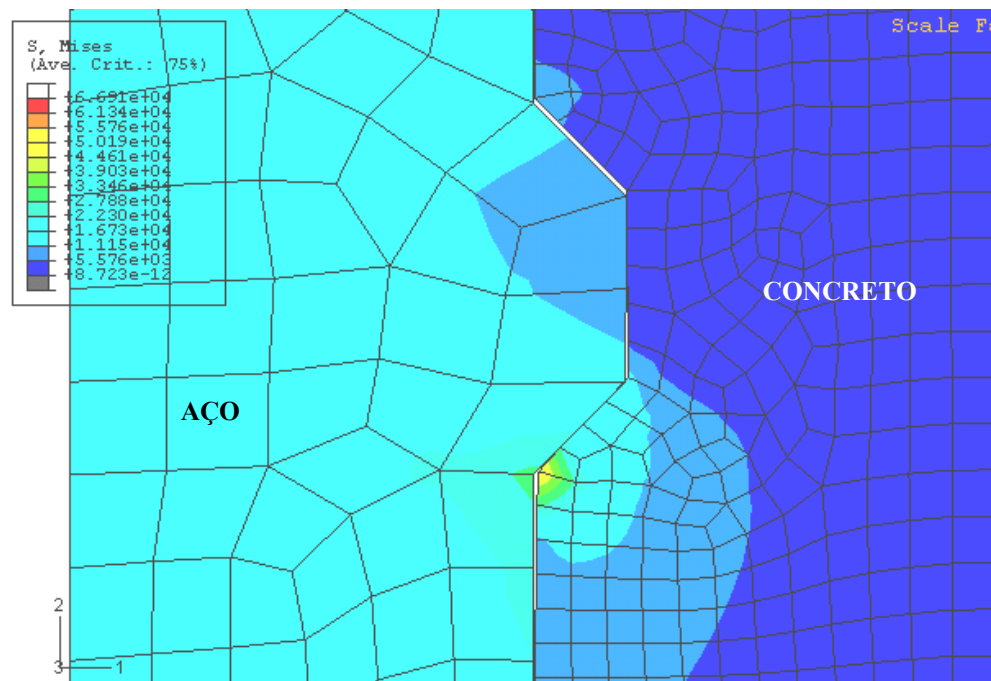 Scale Fa
S, Mises
(Ave. Crit.: 75%)
+6.691e+04
+6.134e+04
+5.576e+04
+5.019e+04
+4.461e+04
+3.903e+04
+3.346e+04
+2.788e+04
+2.230e+04
+1.673e+04
+1.115e+04
+5.576e+03
+8.723e-12
CONCRETO
AÇO
2
3 1